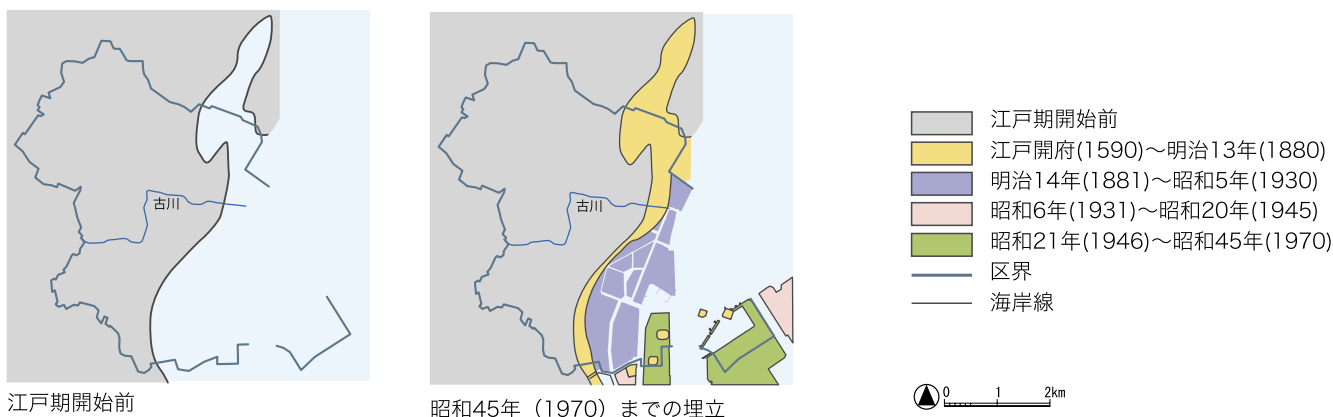 古川
江戸期開始前
古川
昭和45年（1970）までの埋立
江戸期開始前
江戸開府(1590)〜明治13年(1880)
明治14年(1881)〜昭和5年(1930)
昭和6年(1931)〜昭和20年(1945)
昭和21年(1946)〜昭和45年(1970)
区界
海岸線
0 1 2km